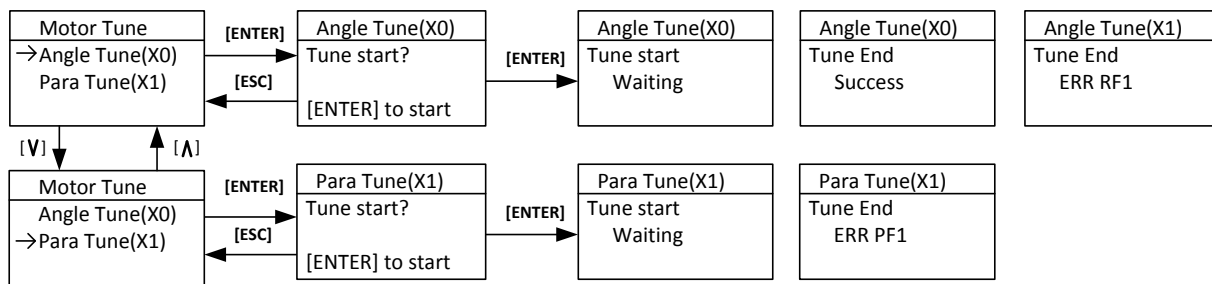 Motor Tune
→Angle Tune(X0)
Para Tune(X1)
[ENTER]
[ESC]
Angle Tune(X0)
Tune start?
[ENTER] to start
[ENTER]
Angle Tune(X0)
Tune start
Waiting
Angle Tune(X0)
Tune End
Success
Angle Tune(X1)
Tune End
ERR RF1
[V]
[Λ]
Motor Tune
Angle Tune(X0)
→Para Tune(X1)
[ENTER]
[ESC]
Para Tune(X1)
Tune start?
[ENTER] to start
[ENTER]
Para Tune(X1)
Tune start
Waiting
Para Tune(X1)
Tune End
ERR PF1